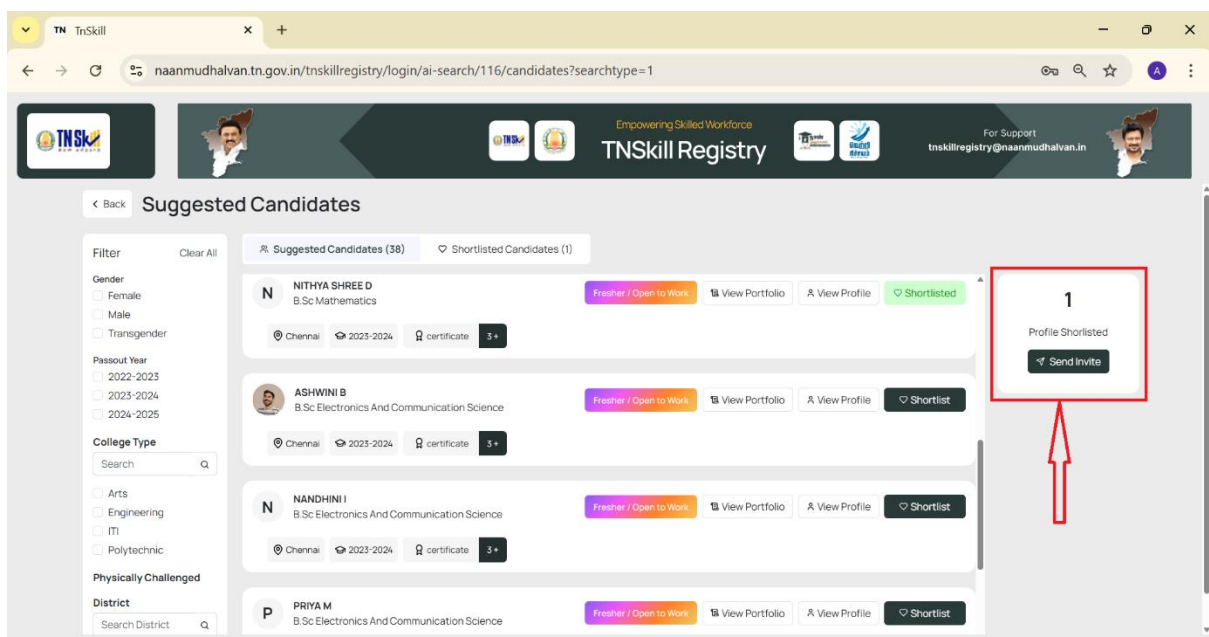 TN TnSkill
naanmudhalvan.tn.gov.in/tnskillregistry/login/ai-search/116/candidates?searchtype=1
A
TN Skill
TN Skill
Empowering Skilled Workforce
TNSkill Registry
For Support
tnskillregistry@naanmudhalvan.in
Back
Suggested Candidates
Filter
Clear All
Gender
Female
Male
Transgender
Passout Year
2022-2023
2023-2024
2024-2025
College Type
Search
Arts
Engineering
ITI
Polytechnic
Physically Challenged
District
Search District
Suggested Candidates (38)
Shortlisted Candidates (1)
N
NITHYA SHREE D
B.Sc Mathematics
Fresher / Open to Work
View Portfolio
View Profile
Shortlisted
Chennai
2023-2024
certificate
3 +
ASHWINI B
B.Sc Electronics And Communication Science
Fresher / Open to Work
View Portfolio
View Profile
Shortlist
Chennai
2023-2024
certificate
3 +
N
NANDHINI I
B.Sc Electronics And Communication Science
Fresher / Open to Work
View Portfolio
View Profile
Shortlist
Chennai
2023-2024
certificate
3 +
P
PRIYA M
B.Sc Electronics And Communication Science
Fresher / Open to Work
View Portfolio
View Profile
Shortlist
1
Profile Shorlisted
Send Invite